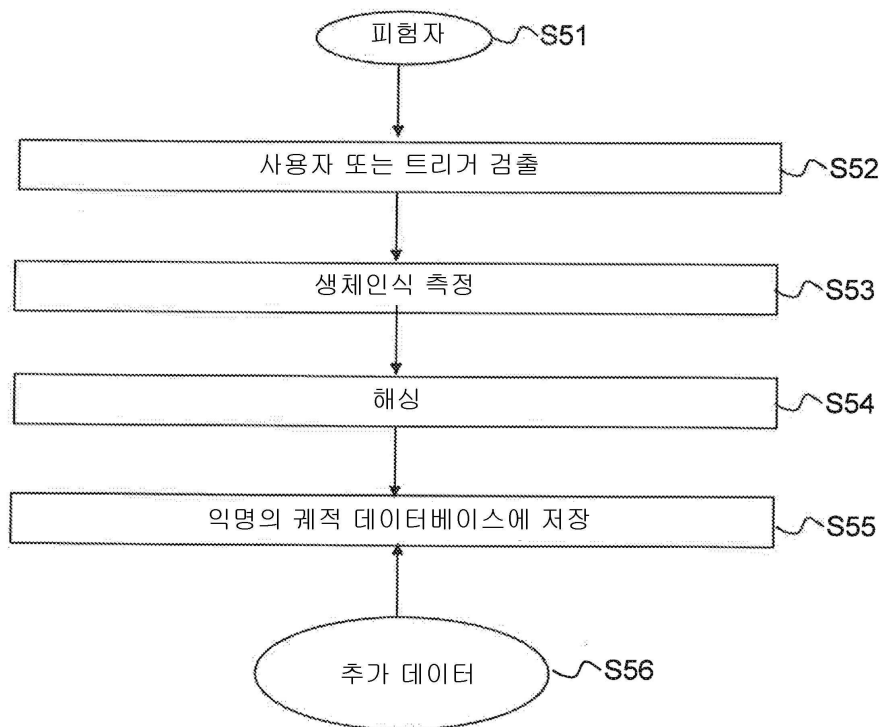 피험자 S51
사용자 또는 트리거 검출 S52
생체인식 측정 S53
해싱 S54
익명의 궤적 데이터베이스에 저장 S55
추가 데이터 S56